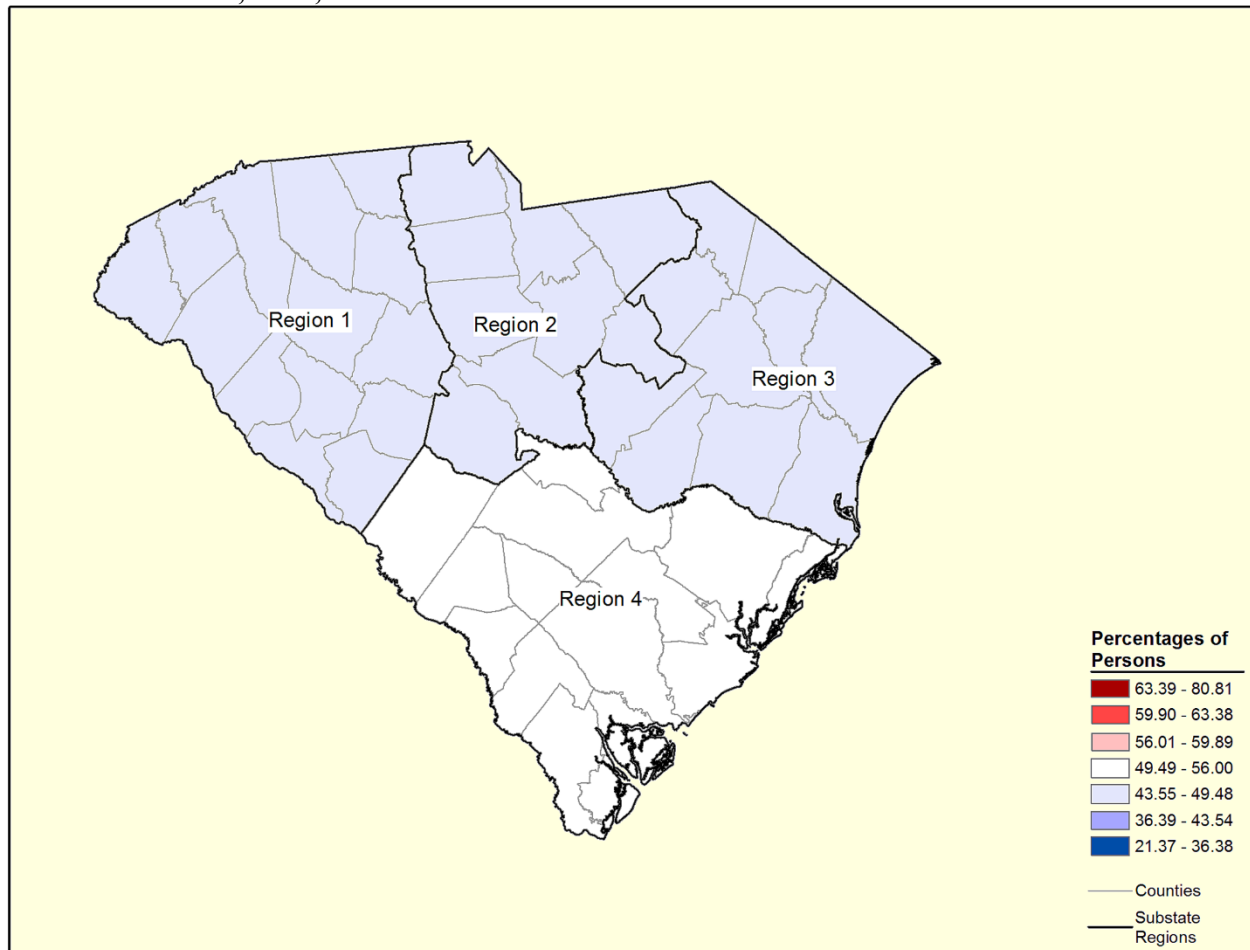 Region 1
Region 2
Region 3
Region 4
Percentages of
Persons
63.39 - 80.81
59.90 - 63.38
56.01 - 59.89
49.49 - 56.00
43.55 - 49.48
36.39 - 43.54
21.37 - 36.38
Counties
Substate
Regions